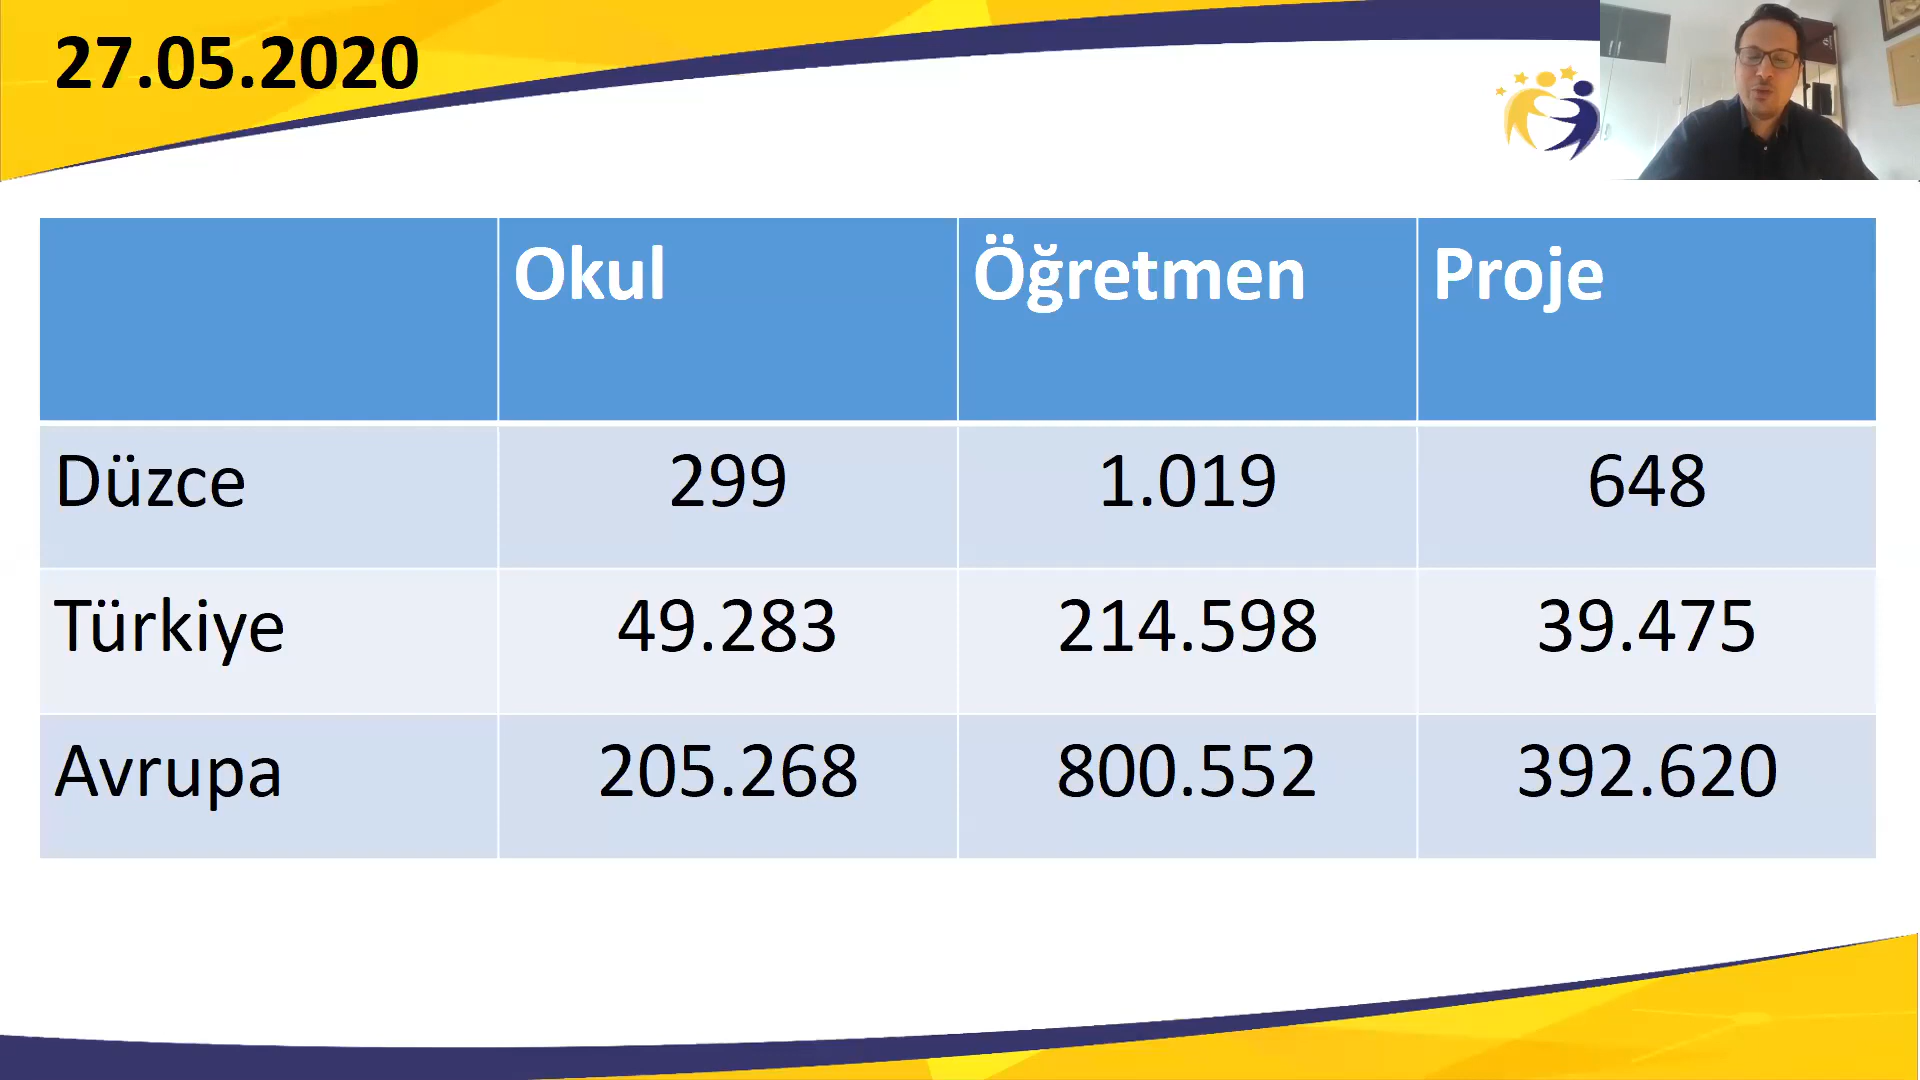 27.05.2020
Okul Öğretmen Proje
Düzce 299 1.019 648
Türkiye 49.283 214.598 39.475
Avrupa 205.268 800.552 392.620